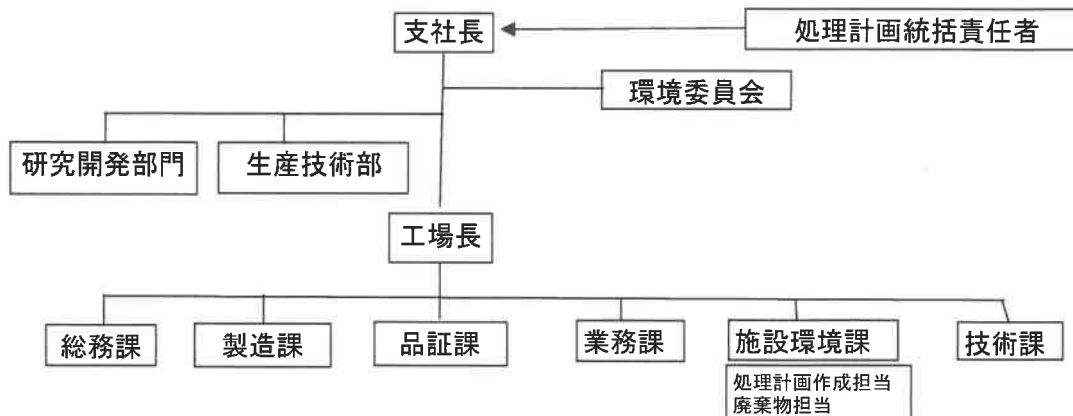 支社長
処理計画統括責任者
環境委員会
研究開発部門
生産技術部
工場長
総務課
製造課
品証課
業務課
施設環境課
技術課
処理計画作成担当
廃棄物担当